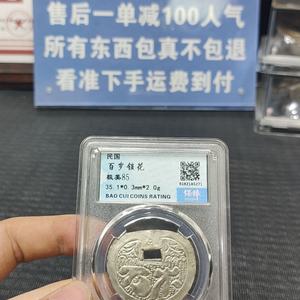 售后一单减100人气
所有东西包真不包退
看准下手运费到付
民国
百岁银花
极美85
35.1*0.3mm*2.0g
BAO CUI COINS RATING